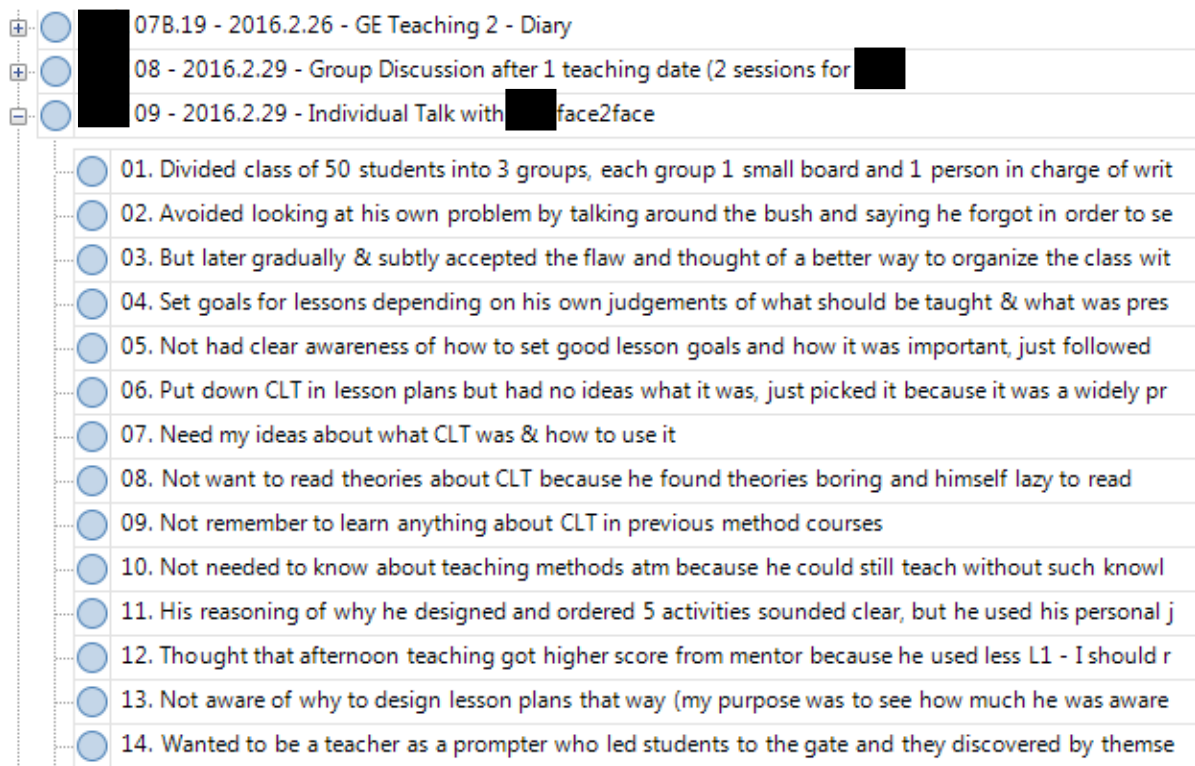 07B.19 - 2016.2.26 - GE Teaching 2 - Diary
08 - 2016.2.29 - Group Discussion after 1 teaching date (2 sessions for
09 - 2016.2.29 - Individual Talk with face2face
01. Divided class of 50 students into 3 groups, each group 1 small board and 1 person in charge of writ
02. Avoided looking at his own problem by talking around the bush and saying he forgot in order to se
03. But later gradually & subtly accepted the flaw and thought of a better way to organize the class wit
04. Set goals for lessons depending on his own judgements of what should be taught & what was pres
05. Not had clear awareness of how to set good lesson goals and how it was important, just followed
06. Put down CLT in lesson plans but had no ideas what it was, just picked it because it was a widely pr
07. Need my ideas about what CLT was & how to use it
08. Not want to read theories about CLT because he found theories boring and himself lazy to read
09. Not remember to learn anything about CLT in previous method courses
10. Not needed to know about teaching methods atm because he could still teach without such knowl
11. His reasoning of why he designed and ordered 5 activities sounded clear, but he used his personal j
12. Thought that afternoon teaching got higher score from mentor because he used less L1 - I should r
13. Not aware of why to design lesson plans that way (my purpose was to see how much he was aware
14. Wanted to be a teacher as a prompter who led students to the gate and they discovered by themse